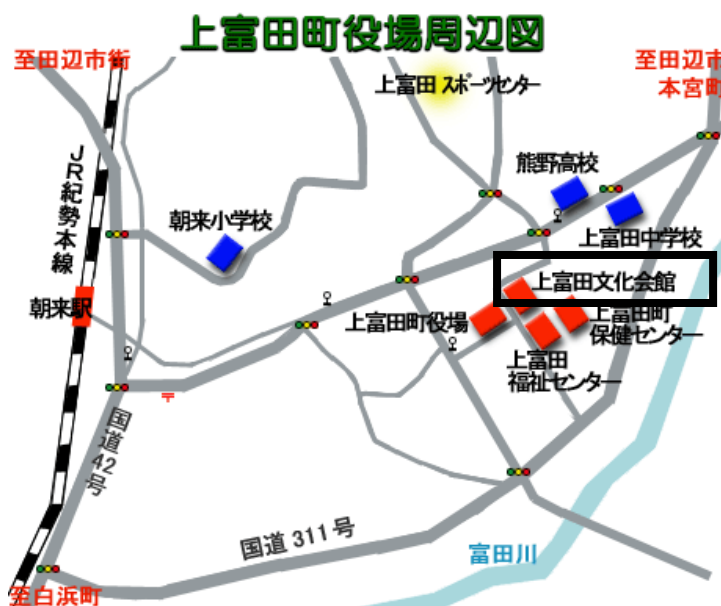 上富田町役場周辺図
至田辺市街
至田辺市
本宮町
上富田 スポーツセンター
JR紀勢本線
熊野高校
朝来小学校
上富田中学校
上富田文化会館
朝来駅
上富田町役場
上富田町
保健センター
上富田
福祉センター
〒
国道42号
国道311号
富田川
至白浜町